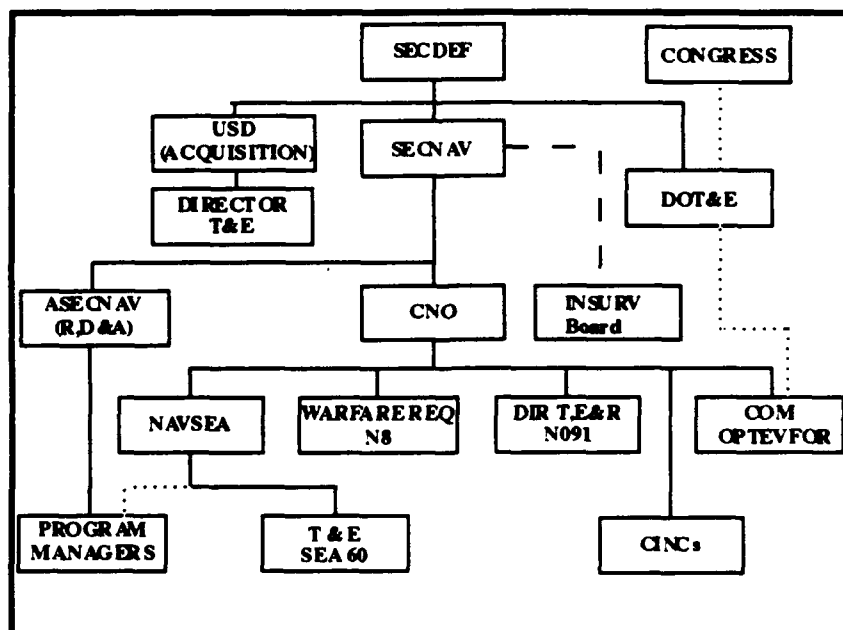 SECDEF
CONGRESS
USD
(ACQUISITION)
SECNAV
DIRECTOR
T&E
DOT&E
ASECNAV
(R,D&A)
CNO
INSURV
Board
NAVSEA
WARFARE REQ
N8
DIR T,E&R
N091
COM
OPTEVFOR
PROGRAM
MANAGERS
T & E
SEA 60
CINCs